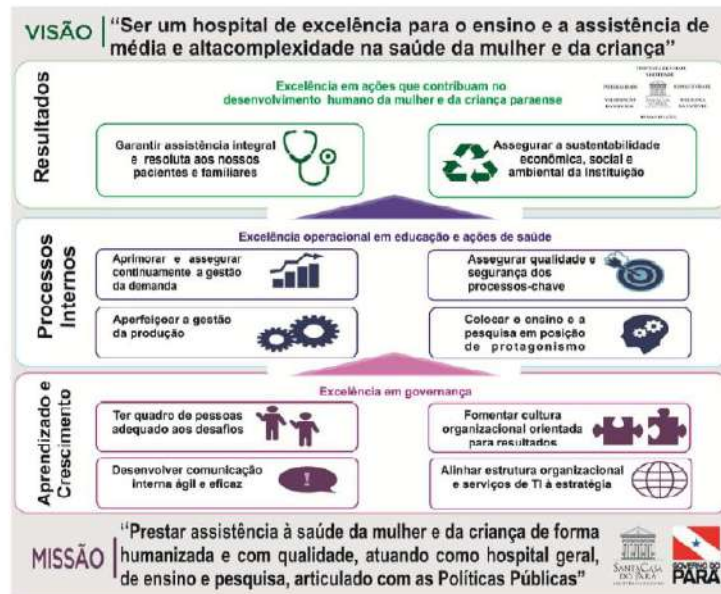 VISÃO
“Ser um hospital de excelência para o ensino e a assistência de
média e altacomplexidade na saúde da mulher e da criança”
Resultados
Excelência em ações que contribuam no
desenvolvimento humano da mulher e da criança paraense
Garantir assistência integral
e resoluta aos nossos
pacientes e familiares
Assegurar a sustentabilidade
econômica, social e
ambiental da Instituição
Processos
Internos
Excelência operacional em educação e ações de saúde
Aprimorar e assegurar
continuamente a gestão
da demanda
Assegurar qualidade e
segurança dos
processos-chave
Aperfeiçoar a gestão
da produção
Colocar o ensino e a
pesquisa em posição
de protagonismo
Aprendizado e
Crescimento
Excelência em governança
Ter quadro de pessoas
adequado aos desafios
Fomentar cultura
organizacional orientada
para resultados
Desenvolver comunicação
interna ágil e eficaz
!
Alinhar estrutura organizacional
e serviços de TI à estratégia
MISSÃO
“Prestar assistência à saúde da mulher e da criança de forma
humanizada e com qualidade, atuando como hospital geral,
de ensino e pesquisa, articulado com as Políticas Públicas”
SANTA CASA
DO PARÁ
GOVERNO DO
PARÁ